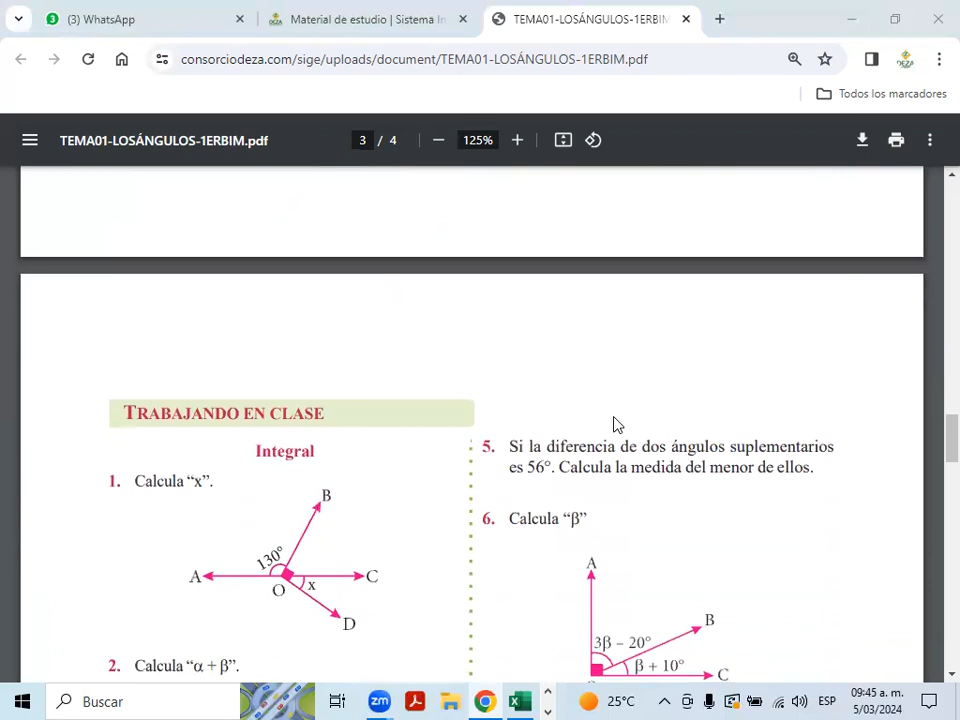 (3) WhatsApp
Material de estudio | Sistema In
TEMA01-LOSÁNGULOS-1ERBIM
consorciodeza.com/sige/uploads/document/TEMA01-LOSÁNGULOS-1ERBIM.pdf
Todos los marcadores
TEMA01-LOSÁNGULOS-1ERBIM.pdf
3 / 4
125%
TRABAJANDO EN CLASE
Integral
1. Calcula “x”.
B
130°
A
C
O
x
D
2. Calcula “α + β”.
5. Si la diferencia de dos ángulos suplementarios
es 56°. Calcula la medida del menor de ellos.
6. Calcula “β”
A
B
3β – 20°
β + 10°
C
Buscar
zm
25°C
ESP
09:45 a. m.
5/03/2024